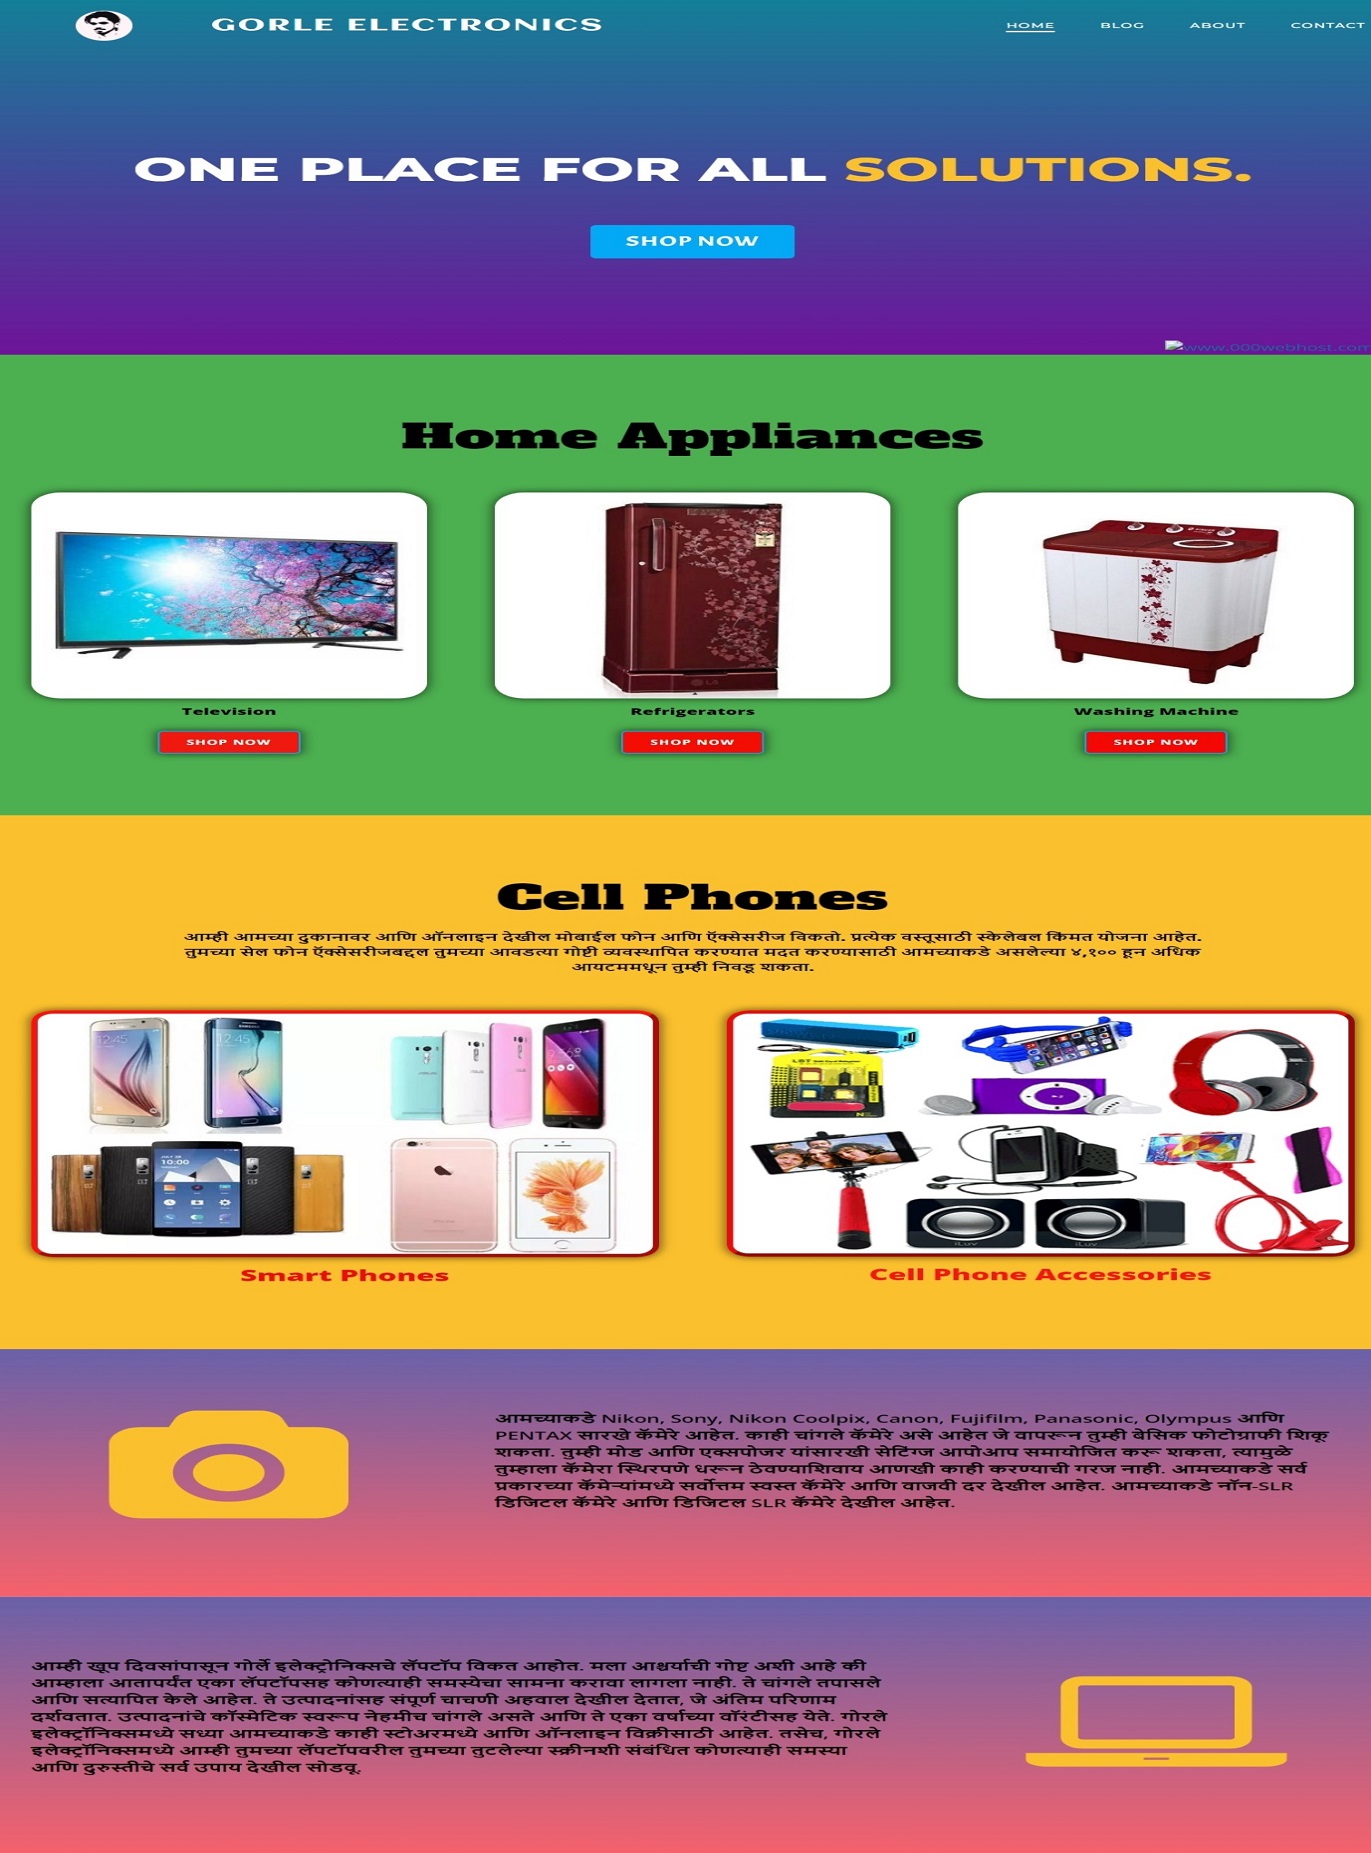 GORLE ELECTRONICS
HOME BLOG ABOUT CONTACT
ONE PLACE FOR ALL SOLUTIONS.
SHOP NOW
www.000webhost.com
Home Appliances
Television
Refrigerators
Washing Machine
SHOP NOW
SHOP NOW
SHOP NOW
Cell Phones
आम्ही आमच्या दुकानावर आणि ऑनलाइन देखील मोबाईल फोन आणि ऍक्सेसरीज विकतो. प्रत्येक वस्तूसाठी स्केलेबल किंमत योजना आहेत.
तुमच्या सेल फोन ऍक्सेसरीजबद्दल तुमच्या आवडत्या गोष्टी व्यवस्थापित करण्यात मदत करण्यासाठी आमच्याकडे असलेल्या ४,१०० हून अधिक
आयटममधून तुम्ही निवडू शकता.
Smart Phones
Cell Phone Accessories
आमच्याकडे Nikon, Sony, Nikon Coolpix, Canon, Fujifilm, Panasonic, Olympus आणि
PENTAX सारखे कॅमेरे आहेत. काही चांगले कॅमेरे असे आहेत जे वापरून तुम्ही बेसिक फोटोग्राफी शिकू
शकता. तुम्ही मोड आणि एक्सपोजर यांसारखी सेटिंग्ज आपोआप समायोजित करू शकता, त्यामुळे
तुम्हाला कॅमेरा स्थिरपणे धरून ठेवण्याशिवाय आणखी काही करण्याची गरज नाही. आमच्याकडे सर्व
प्रकारच्या कॅमेऱ्यांमध्ये सर्वोत्तम स्वस्त कॅमेरे आणि वाजवी दर देखील आहेत. आमच्याकडे नॉन-SLR
डिजिटल कॅमेरे आणि डिजिटल SLR कॅमेरे देखील आहेत.
आम्ही खूप दिवसांपासून गोर्ले इलेक्ट्रोनिक्सचे लॅपटॉप विकत आहोत. मला आश्चर्याची गोष्ट अशी आहे की
आम्हाला आतापर्यंत एका लॅपटॉपसह कोणत्याही समस्येचा सामना करावा लागला नाही. ते चांगले तपासले
आणि सत्यापित केले आहेत. ते उत्पादनांसह संपूर्ण चाचणी अहवाल देखील देतात, जे अंतिम परिणाम
दर्शवतात. उत्पादनांचे कॉस्मेटिक स्वरूप नेहमीच चांगले असते आणि ते एका वर्षाच्या वॉरंटीसह येते. गोरले
इलेक्ट्रॉनिक्समध्ये सध्या आमच्याकडे काही स्टोअरमध्ये आणि ऑनलाइन विक्रीसाठी आहेत. तसेच, गोरले
इलेक्ट्रॉनिक्समध्ये आम्ही तुमच्या लॅपटॉपवरील तुमच्या तुटलेल्या स्क्रीनशी संबंधित कोणत्याही समस्या
आणि दुरुस्तीचे सर्व उपाय देखील सोडवू.